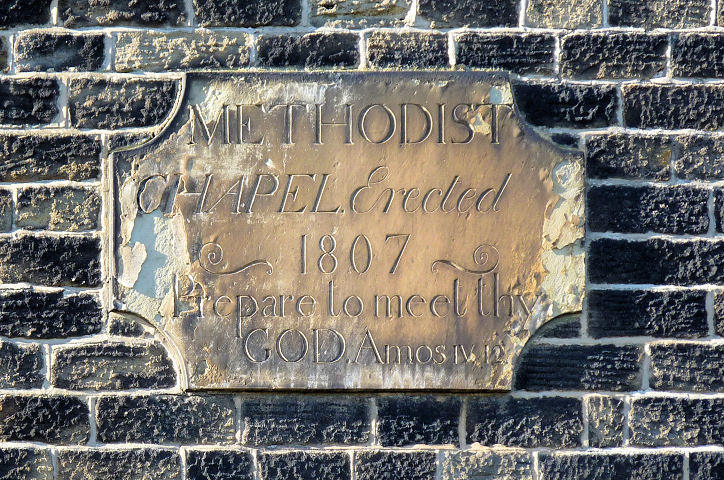 METHODIST
CHAPEL Erected
1807
Prepare to meet thy
GOD. Amos IV. 12